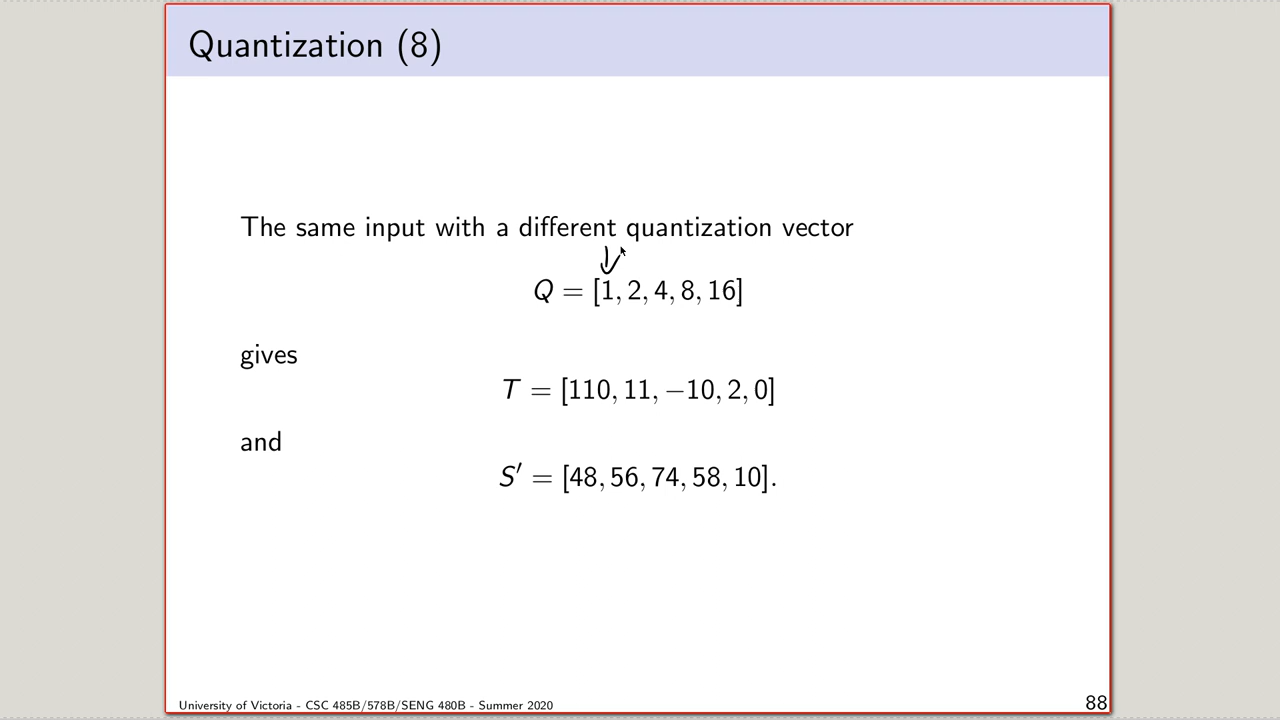 Quantization (8)
The same input with a different quantization vector
Q = [1, 2, 4, 8, 16]
gives
T = [110, 11, −10, 2, 0]
and
S′ = [48, 56, 74, 58, 10].
University of Victoria - CSC 485B/578B/SENG 480B - Summer 2020
88